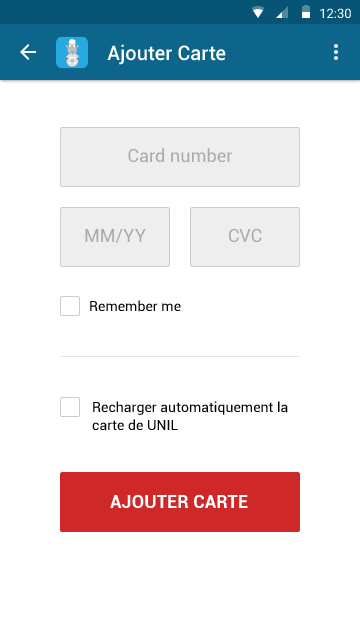 12:30
Ajouter Carte
Card number
MM/YY CVC
Remember me
Recharger automatiquement la
carte de UNIL
AJOUTER CARTE